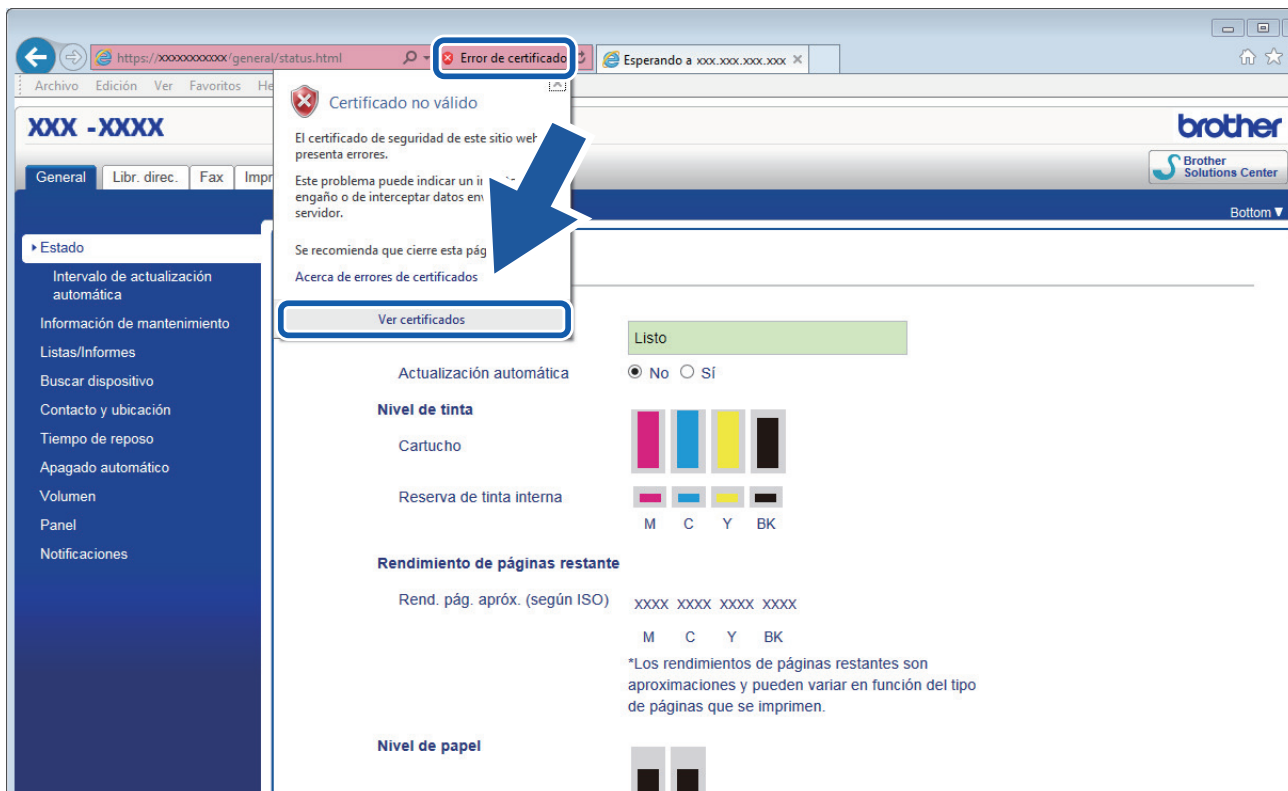 https://xxxxxxxxxxx/general/status.html
Error de certificado
Esperando a xxx.xxx.xxx.xxx
Archivo Edición Ver Favoritos
Certificado no válido
El certificado de seguridad de este sitio web
presenta errores.
Este problema puede indicar un
engaño o de interceptar datos
servidor.
Se recomienda que cierre esta
Acerca de errores de certificados
Ver certificados
XXX -XXXX
brother
Brother
Solutions Center
General Libr. direc. Fax
Bottom▼
Estado
Intervalo de actualización
automática
Información de mantenimiento
Listas/Informes
Buscar dispositivo
Contacto y ubicación
Tiempo de reposo
Apagado automático
Volumen
Panel
Notificaciones
Listo
Actualización automática No Sí
Nivel de tinta
Cartucho
Reserva de tinta interna
M C Y BK
Rendimiento de páginas restante
Rend. pág. apróx. (según ISO) XXXX XXXX XXXX XXXX
M C Y BK
*Los rendimientos de páginas restantes son
aproximaciones y pueden variar en función del tipo
de páginas que se imprimen.
Nivel de papel